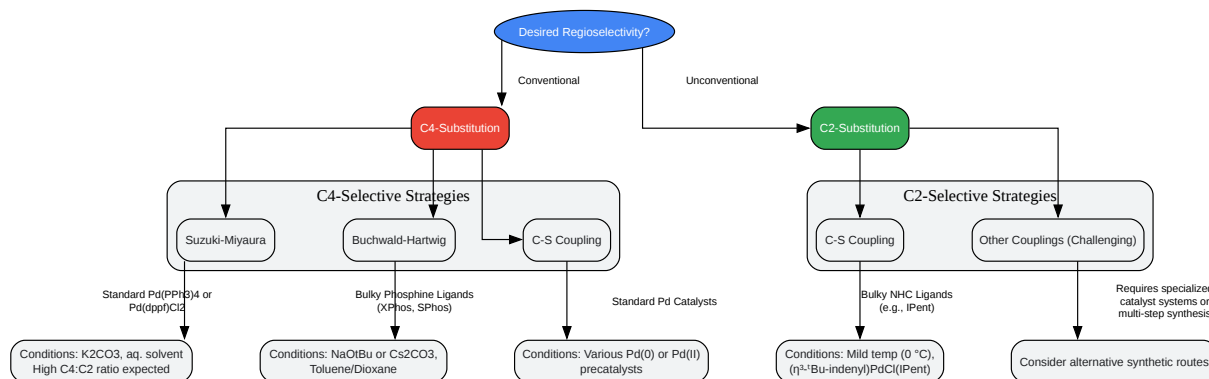 Desired Regioselectivity?
Conventional
Unconventional
C4-Substitution
C2-Substitution
C4-Selective Strategies
C2-Selective Strategies
Suzuki-Miyaura
Buchwald-Hartwig
C-S Coupling
C-S Coupling
Other Couplings (Challenging)
Standard Pd(PPh3)4 or
Pd(dppf)Cl2
Bulky Phosphine Ligands
(XPhos, SPhos)
Standard Pd Catalysts
Bulky NHC Ligands
(e.g., IPent)
Requires specialized
catalyst systems or
multi-step synthesis
Conditions: K2CO3, aq. solvent
High C4:C2 ratio expected
Conditions: NaOtBu or Cs2CO3,
Toluene/Dioxane
Conditions: Various Pd(0) or Pd(II)
precatalysts
Conditions: Mild temp (0 °C),
(η³-ᵗBu-indenyl)PdCl(IPent)
Consider alternative synthetic routes